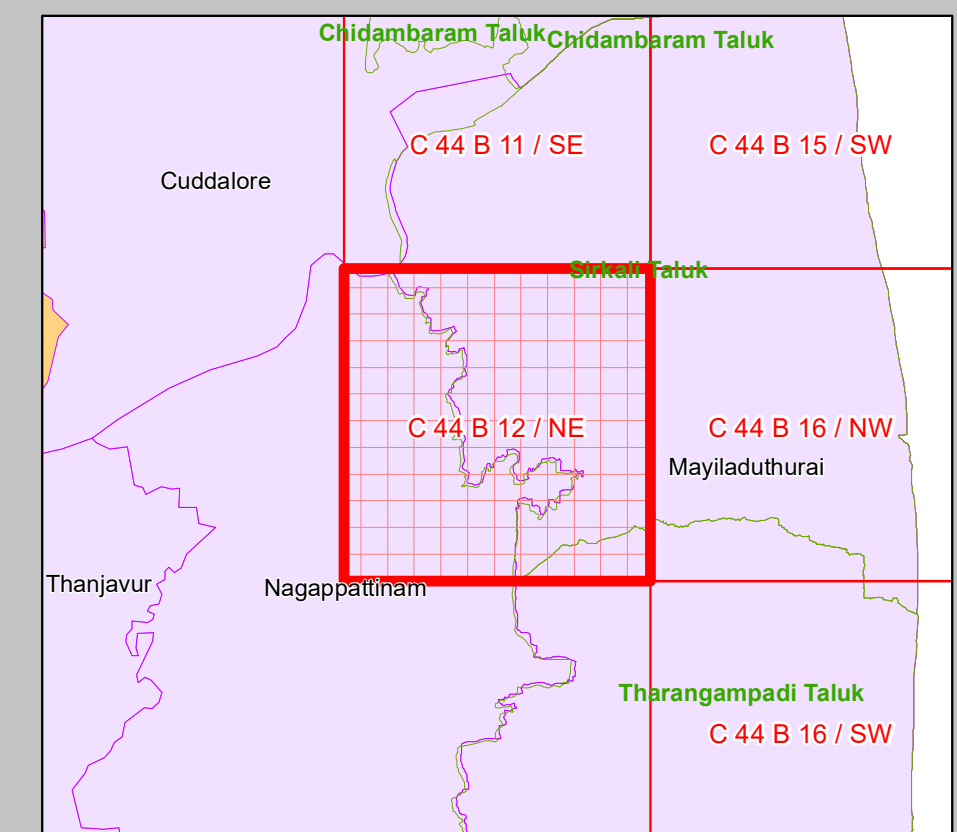 Chidambaram Taluk
Chidambaram Taluk
C 44 B 11 / SE
C 44 B 15 / SW
Cuddalore
Sirkali Taluk
C 44 B 12 / NE
C 44 B 16 / NW
Mayiladuthurai
Thanjavur
Nagappattinam
Tharangampadi Taluk
C 44 B 16 / SW